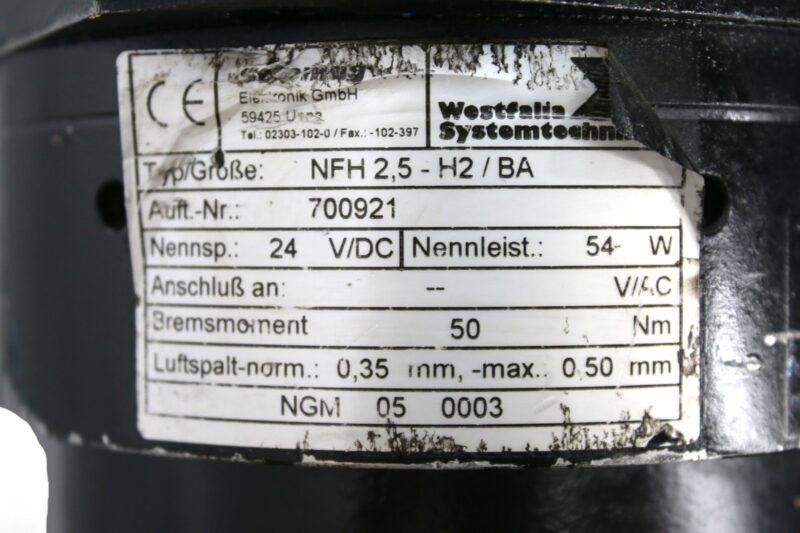 CE
Elektronik GmbH
59425
Tel.: 02303-102-0 / Fax.: -102-397
Westfalia
Systemtechni
Typ/Größe: NFH 2,5 - H2 / BA
Auft.-Nr.: 700921
Nennsp.: 24 V/DC Nennleist.: 54 W
Anschluß an: -- V/AC
Bremsmoment 50 Nm
Luftspalt-norm.: 0,35 mm, -max.: 0,50 mm
NGM 05 0003